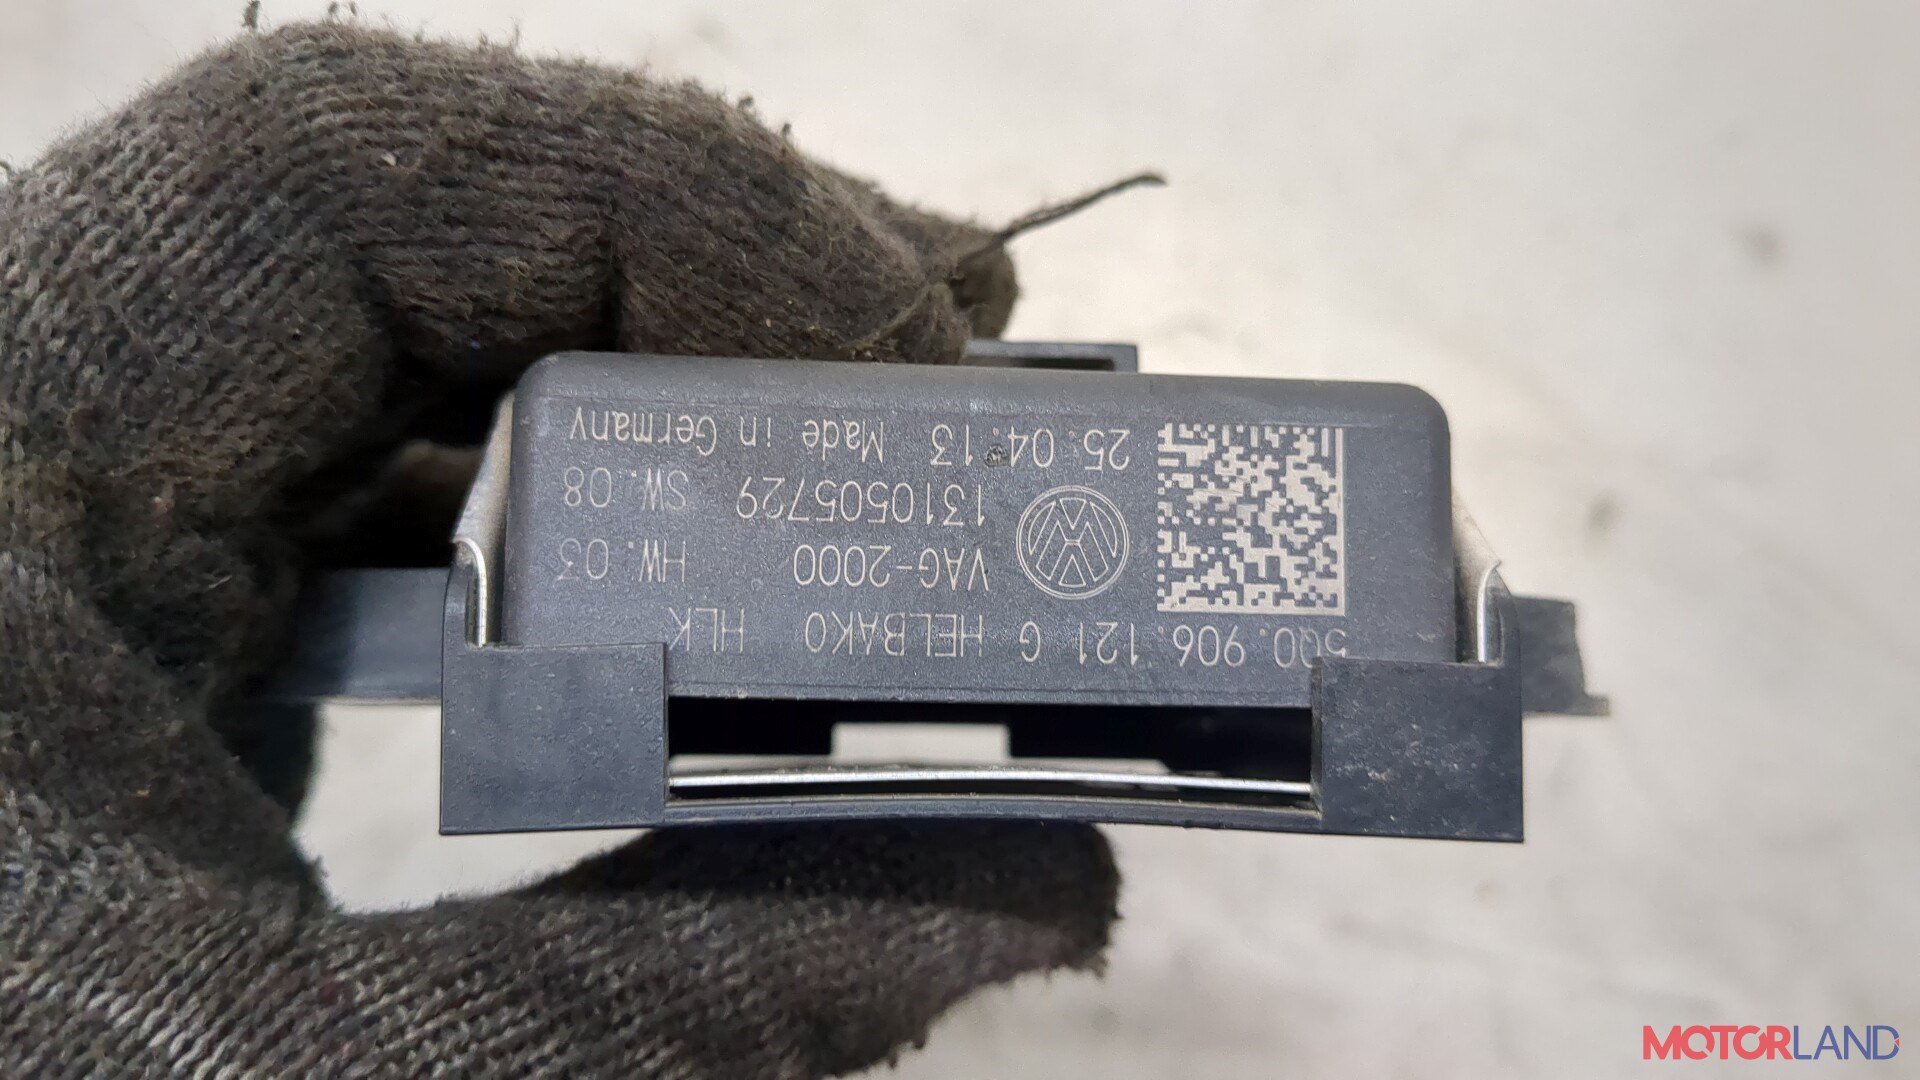 5Q0.906.121 G HELBAKO HLK
VAG-2000 HW.03
1310505729 SW.08
25.04.13 Made in Germany
MOTORLAND